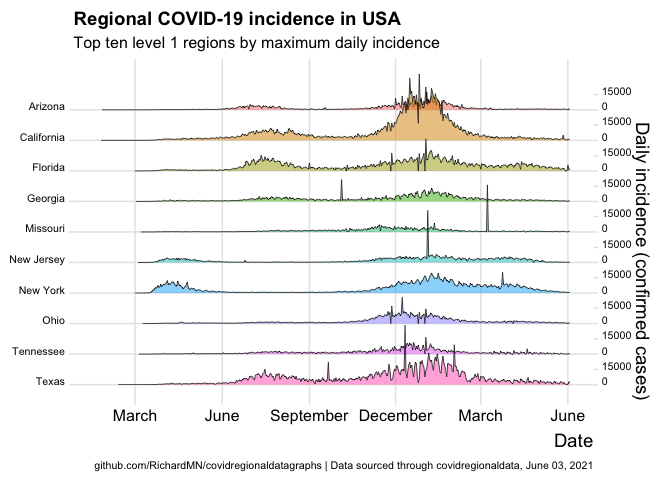 Regional COVID-19 incidence in USA
Top ten level 1 regions by maximum daily incidence
Arizona
California
Florida
Georgia
Missouri
New Jersey
New York
Ohio
Tennessee
Texas
15000
0
15000
0
15000
0
15000
0
15000
0
15000
0
15000
0
15000
0
15000
0
15000
0
Daily incidence (confirmed cases)
March June September December March June
Date
github.com/RichardMN/covidregionaldatagraphs | Data sourced through covidregionaldata, June 03, 2021